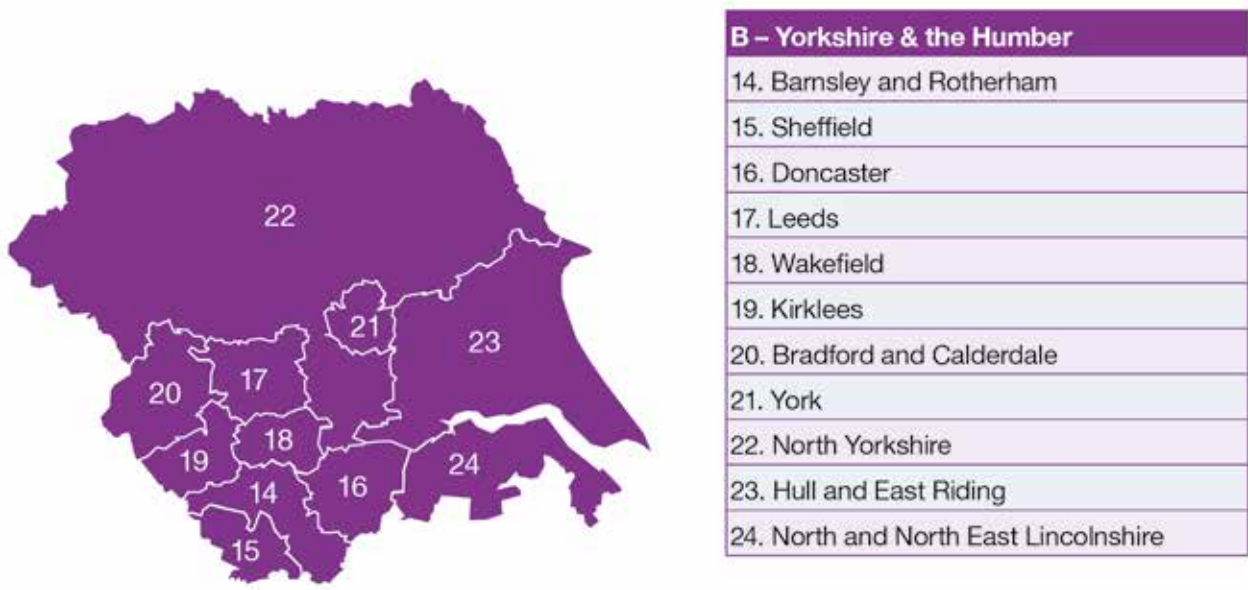 B – Yorkshire & the Humber
14. Barnsley and Rotherham
15. Sheffield
16. Doncaster
17. Leeds
18. Wakefield
19. Kirklees
20. Bradford and Calderdale
21. York
22. North Yorkshire
23. Hull and East Riding
24. North and North East Lincolnshire
22
21
23
20
17
18
19
24
14
16
15